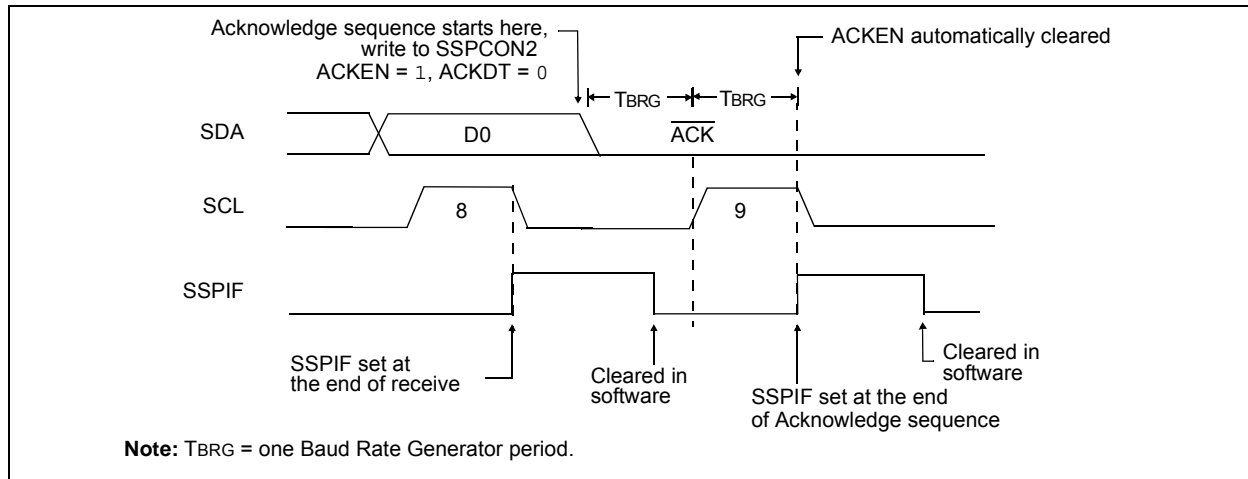 Acknowledge sequence starts here,
write to SSPCON2
ACKEN = 1, ACKDT = 0
ACKEN automatically cleared
TBRG
TBRG
SDA
D0
ACK
SCL
8
9
SSPIF
SSPIF set at
the end of receive
Cleared in
software
SSPIF set at the end
of Acknowledge sequence
Cleared in
software
Note: TBRG = one Baud Rate Generator period.